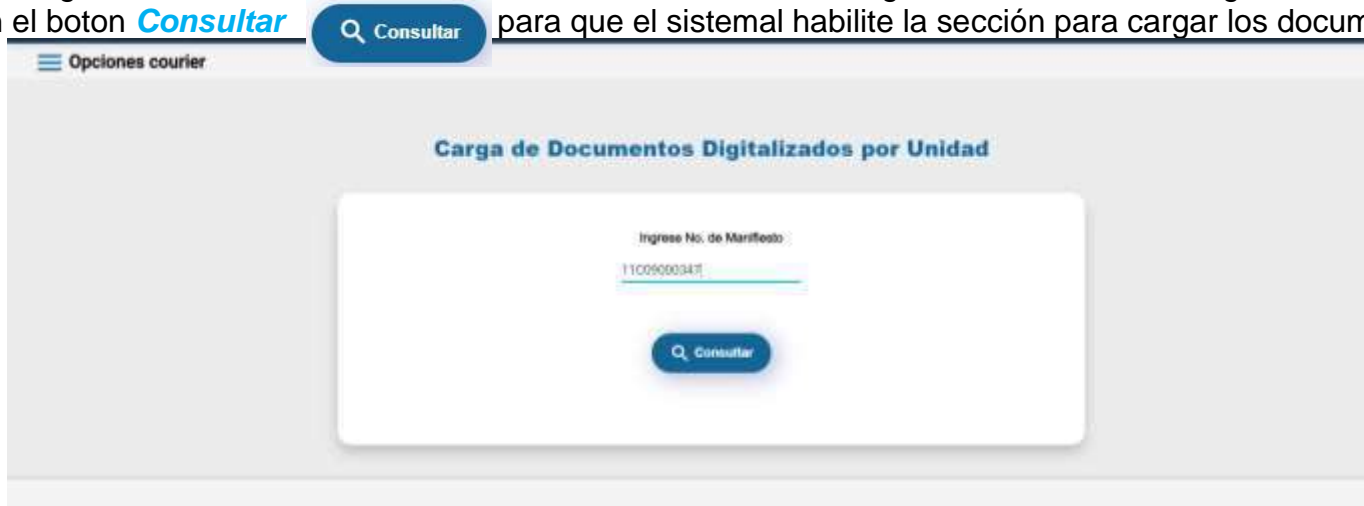 el boton Consultar Consultar para que el sistemal habilite la sección para cargar los docum
Opciones courier
Carga de Documentos Digitalizados por Unidad
Ingrese No. de Manifiesto
11C09000347
Consultar